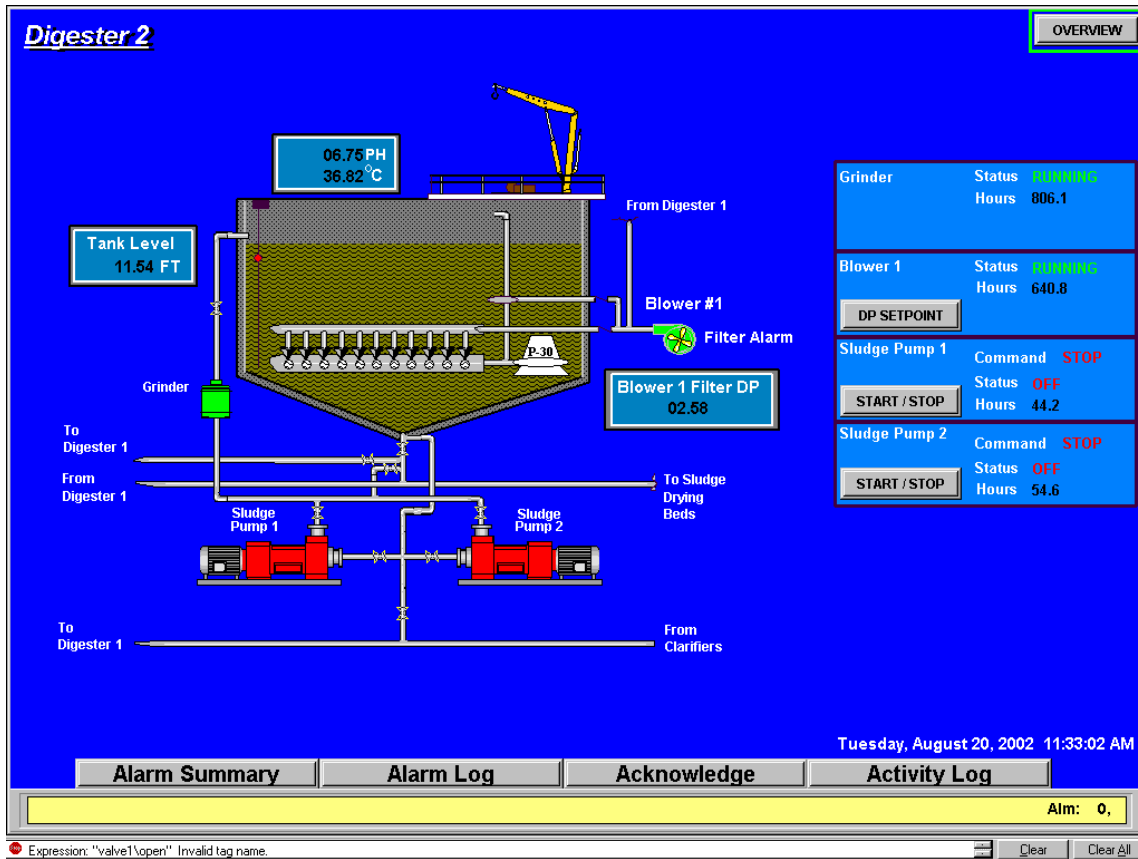 Digester 2
OVERVIEW
06.75 PH
36.82 °C
Tank Level
11.54 FT
From Digester 1
Blower #1
Filter Alarm
P-30
Blower 1 Filter DP
02.58
Grinder
To
Digester 1
From
Digester 1
To Sludge
Drying
Beds
Sludge
Pump 1
Sludge
Pump 2
To
Digester 1
From
Clarifiers
Grinder Status RUNNING
Hours 806.1
Blower 1 Status RUNNING
Hours 640.8
DP SETPOINT
Sludge Pump 1 Command STOP
Status OFF
START / STOP Hours 44.2
Sludge Pump 2 Command STOP
Status OFF
START / STOP Hours 54.6
Tuesday, August 20, 2002 11:33:02 AM
Alarm Summary Alarm Log Acknowledge Activity Log
Alm: 0,
Expression: "valve1\open" Invalid tag name. Clear Clear All